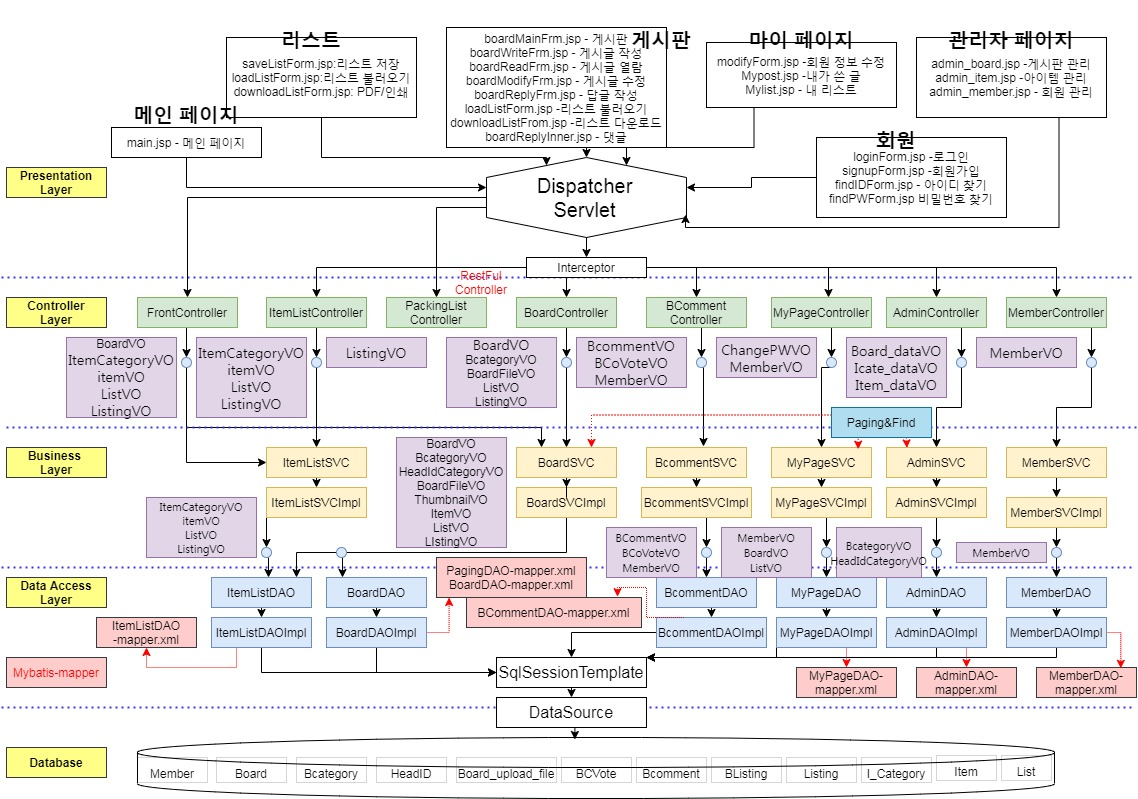 리스트
saveListForm.jsp:리스트 저장
loadListForm.jsp:리스트 불러오기
downloadListForm.jsp: PDF/인쇄
게시판
boardMainFrm.jsp - 게시판
boardWriteFrm.jsp - 게시글 작성
boardReadFrm.jsp - 게시글 열람
boardModifyFrm.jsp - 게시글 수정
boardReplyFrm.jsp - 답글 작성
loadListForm.jsp -리스트 불러오기
downloadListFrom.jsp -리스트 다운로드
boardReplyInner.jsp - 댓글
마이 페이지
modifyForm.jsp -회원 정보 수정
Mypost.jsp -내가 쓴 글
Mylist.jsp - 내 리스트
관리자 페이지
admin_board.jsp -게시판 관리
admin_item.jsp -아이템 관리
admin_member.jsp - 회원 관리
메인 페이지
main.jsp - 메인 페이지
회원
loginForm.jsp -로그인
signupForm.jsp -회원가입
findIDForm.jsp - 아이디 찾기
findPWForm.jsp 비밀번호 찾기
Presentation
Layer
Dispatcher
Servlet
Interceptor
RestFul
Controller
Controller
Layer
FrontController
ItemListController
PackingList
Controller
BoardController
BComment
Controller
MyPageController
AdminController
MemberController
BoardVO
ItemCategoryVO
itemVO
ListVO
ListingVO
ItemCategoryVO
itemVO
ListVO
ListingVO
ListingVO
BoardVO
BcategoryVO
BoardFileVO
ListVO
ListingVO
BcommentVO
BCoVoteVO
MemberVO
ChangePWVO
MemberVO
Board_dataVO
Icate_dataVO
Item_dataVO
MemberVO
Paging&Find
Business
Layer
ItemListSVC
BoardVO
BcategoryVO
HeadIdCategoryVO
BoardFileVO
ThumbnailVO
ItemVO
ListVO
LIstingVO
BoardSVC
BcommentSVC
MyPageSVC
AdminSVC
MemberSVC
ItemListSVCImpl
BoardSVCImpl
BcommentSVCImpl
MyPageSVCImpl
AdminSVCImpl
MemberSVCImpl
ItemCategoryVO
itemVO
ListVO
ListingVO
BCommentVO
BCoVoteVO
MemberVO
MemberVO
BoardVO
ListVO
BcategoryVO
HeadIdCategoryVO
MemberVO
Data Access
Layer
ItemListDAO
BoardDAO
PagingDAO-mapper.xml
BoardDAO-mapper.xml
BCommentDAO-mapper.xml
BcommentDAO
MyPageDAO
AdminDAO
MemberDAO
ItemListDAO
-mapper.xml
ItemListDAOImpl
BoardDAOImpl
BcommentDAOImpl
MyPageDAOImpl
AdminDAOImpl
MemberDAOImpl
Mybatis-mapper
SqlSessionTemplate
MyPageDAO-
mapper.xml
AdminDAO-
mapper.xml
MemberDAO-
mapper.xml
DataSource
Database
Member
Board
Bcategory
HeadID
Board_upload_file
BCVote
Bcomment
BListing
Listing
I_Category
Item
List